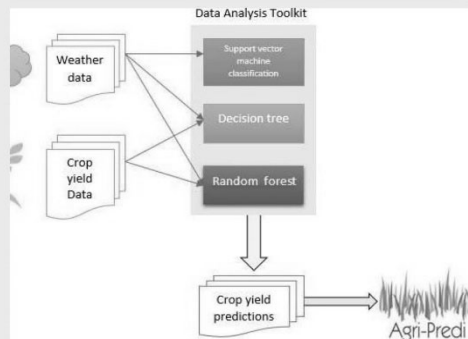 Data Analysis Toolkit
Weather
data
Support vector
machine
classification
Decision tree
Crop
yield
Data
Random forest
Crop yield
predictions
Agri-Predi